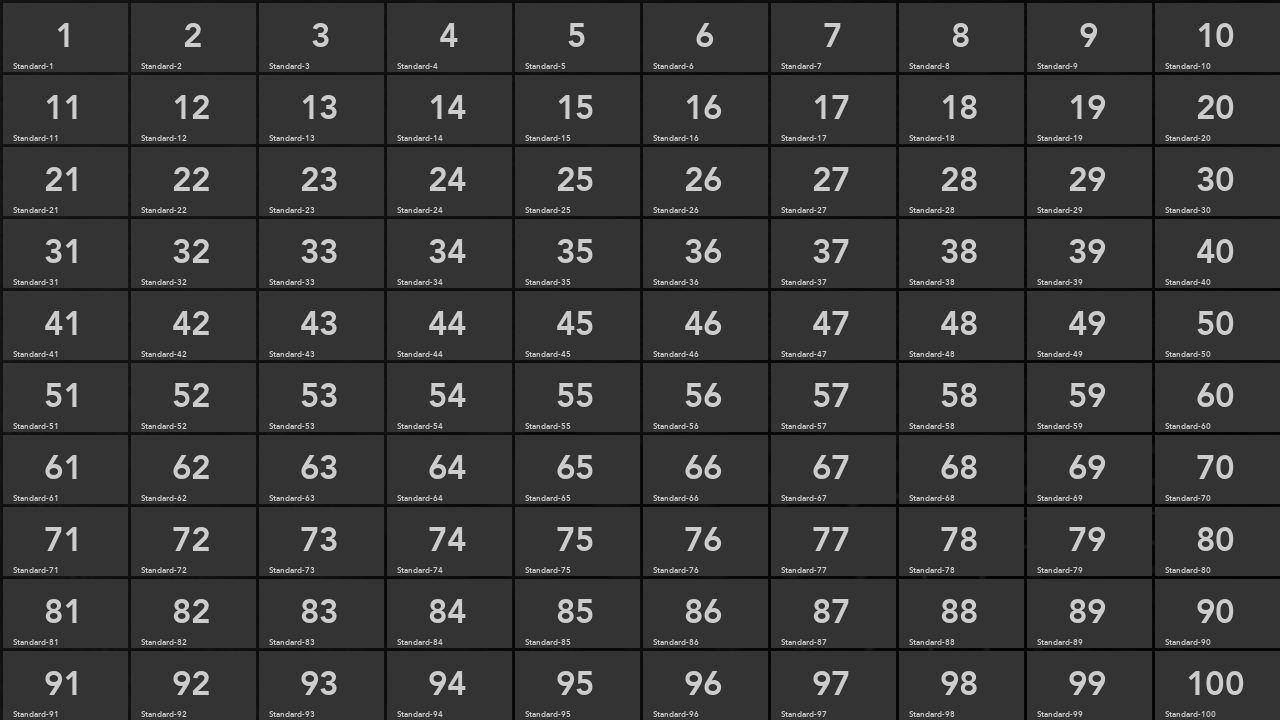 1 2 3 4 5 6 7 8 9 10
Standard-1 Standard-2 Standard-3 Standard-4 Standard-5 Standard-6 Standard-7 Standard-8 Standard-9 Standard-10
11 12 13 14 15 16 17 18 19 20
Standard-11 Standard-12 Standard-13 Standard-14 Standard-15 Standard-16 Standard-17 Standard-18 Standard-19 Standard-20
21 22 23 24 25 26 27 28 29 30
Standard-21 Standard-22 Standard-23 Standard-24 Standard-25 Standard-26 Standard-27 Standard-28 Standard-29 Standard-30
31 32 33 34 35 36 37 38 39 40
Standard-31 Standard-32 Standard-33 Standard-34 Standard-35 Standard-36 Standard-37 Standard-38 Standard-39 Standard-40
41 42 43 44 45 46 47 48 49 50
Standard-41 Standard-42 Standard-43 Standard-44 Standard-45 Standard-46 Standard-47 Standard-48 Standard-49 Standard-50
51 52 53 54 55 56 57 58 59 60
Standard-51 Standard-52 Standard-53 Standard-54 Standard-55 Standard-56 Standard-57 Standard-58 Standard-59 Standard-60
61 62 63 64 65 66 67 68 69 70
Standard-61 Standard-62 Standard-63 Standard-64 Standard-65 Standard-66 Standard-67 Standard-68 Standard-69 Standard-70
71 72 73 74 75 76 77 78 79 80
Standard-71 Standard-72 Standard-73 Standard-74 Standard-75 Standard-76 Standard-77 Standard-78 Standard-79 Standard-80
81 82 83 84 85 86 87 88 89 90
Standard-81 Standard-82 Standard-83 Standard-84 Standard-85 Standard-86 Standard-87 Standard-88 Standard-89 Standard-90
91 92 93 94 95 96 97 98 99 100
Standard-91 Standard-92 Standard-93 Standard-94 Standard-95 Standard-96 Standard-97 Standard-98 Standard-99 Standard-100